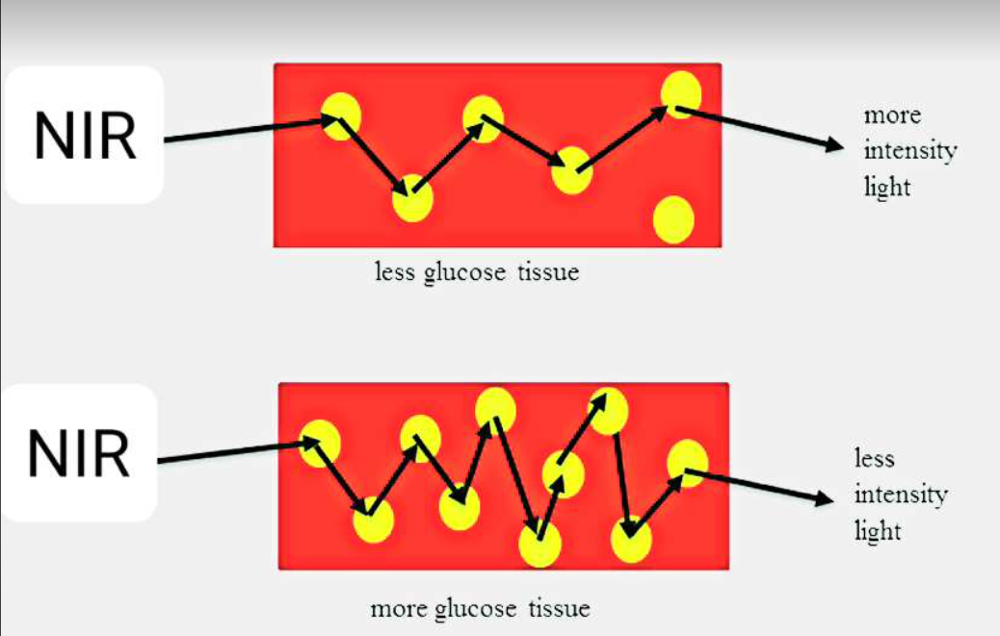 NIR
more
intensity
light
less glucose tissue
NIR
less
intensity
light
more glucose tissue